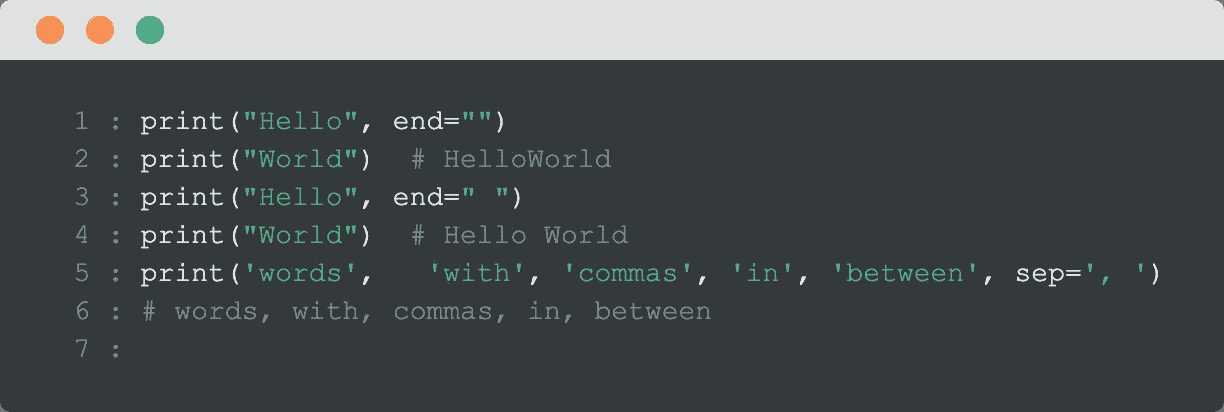 1 : print("Hello", end="")
2 : print("World")  # HelloWorld
3 : print("Hello", end=" ")
4 : print("World")  # Hello World
5 : print('words',   'with', 'commas', 'in', 'between', sep=', ')
6 : # words, with, commas, in, between
7 :